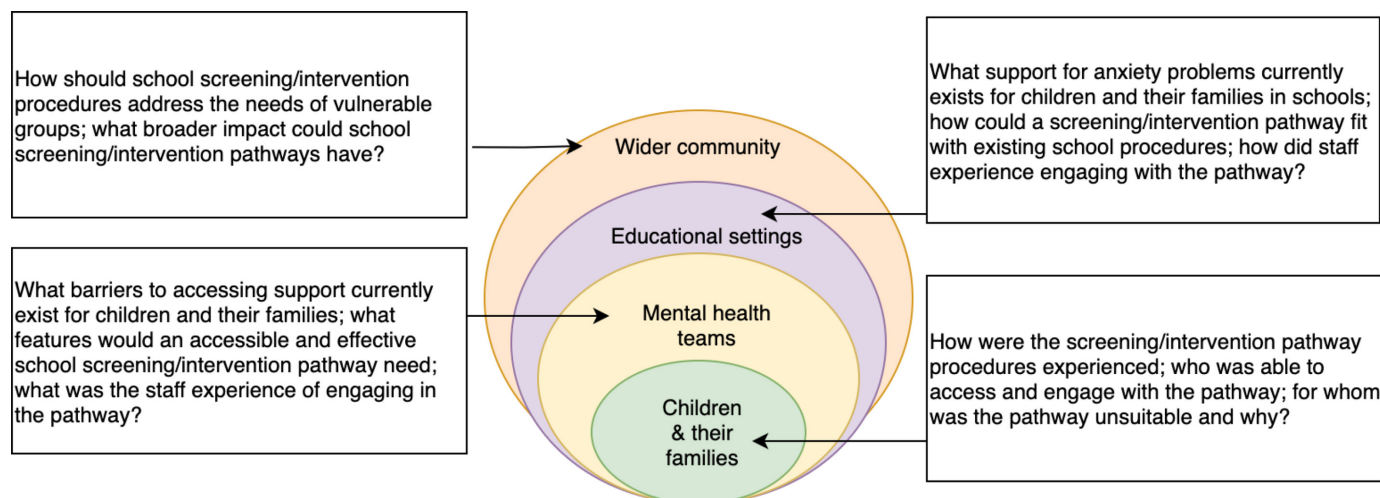 How should school screening/intervention
procedures address the needs of vulnerable
groups; what broader impact could school
screening/intervention pathways have?
What support for anxiety problems currently
exists for children and their families in schools;
how could a screening/intervention pathway fit
with existing school procedures; how did staff
experience engaging with the pathway?
Wider community
Educational settings
Mental health
teams
Children
& their
families
What barriers to accessing support currently
exist for children and their families; what
features would an accessible and effective
school screening/intervention pathway need;
what was the staff experience of engaging in
the pathway?
How were the screening/intervention pathway
procedures experienced; who was able to
access and engage with the pathway; for whom
was the pathway unsuitable and why?